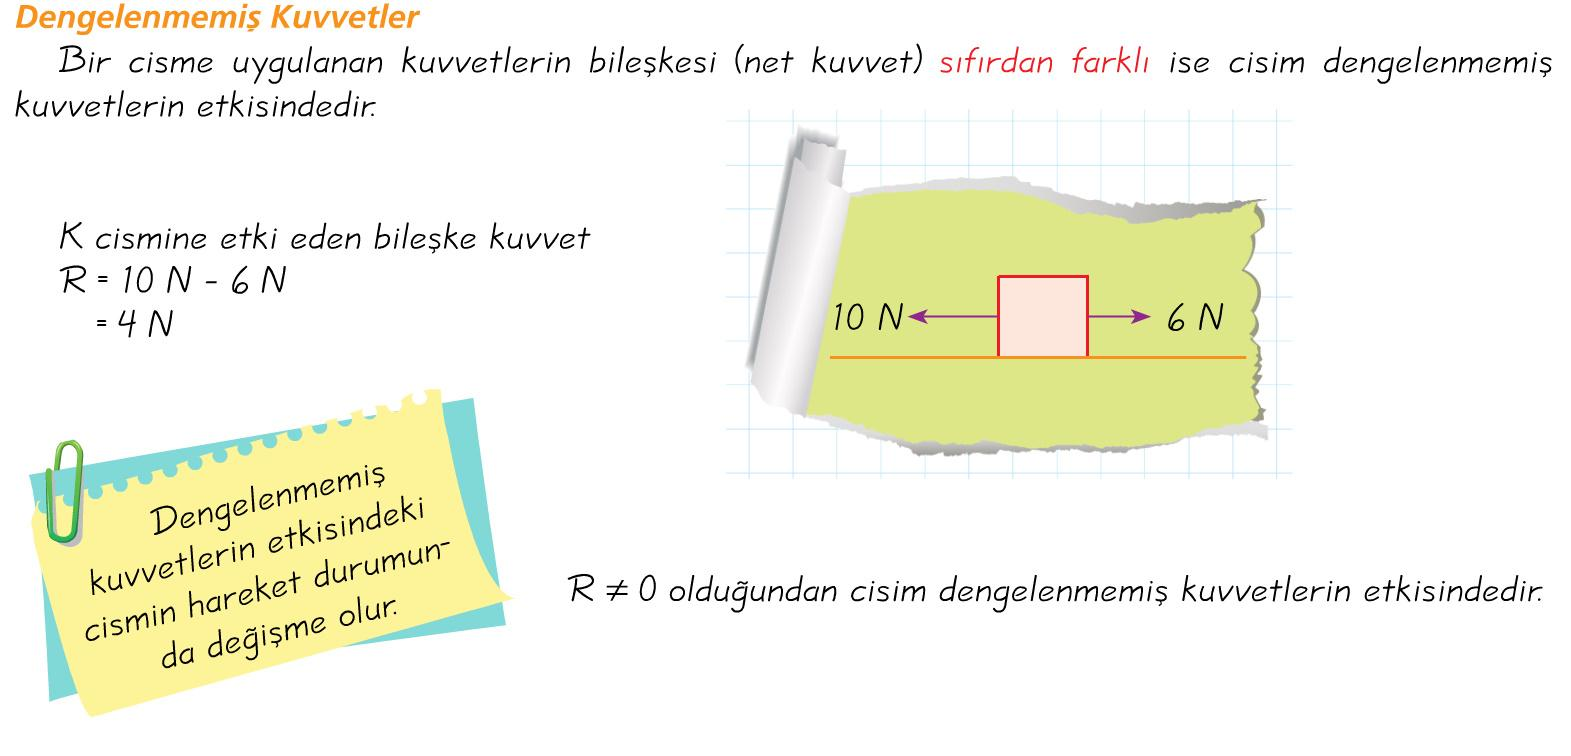 Dengelenmemiş Kuvvetler
Bir cisme uygulanan kuvvetlerin bileşkesi (net kuvvet) sıfırdan farklı ise cisim dengelenmemiş
kuvvetlerin etkisindedir.
K cismine etki eden bileşke kuvvet
R = 10 N - 6 N
= 4 N
10 N
6 N
Dengelenmemiş
kuvvetlerin etkisindeki
cismin hareket durumun-
da değişme olur.
R ≠ 0 olduğundan cisim dengelenmemiş kuvvetlerin etkisindedir.